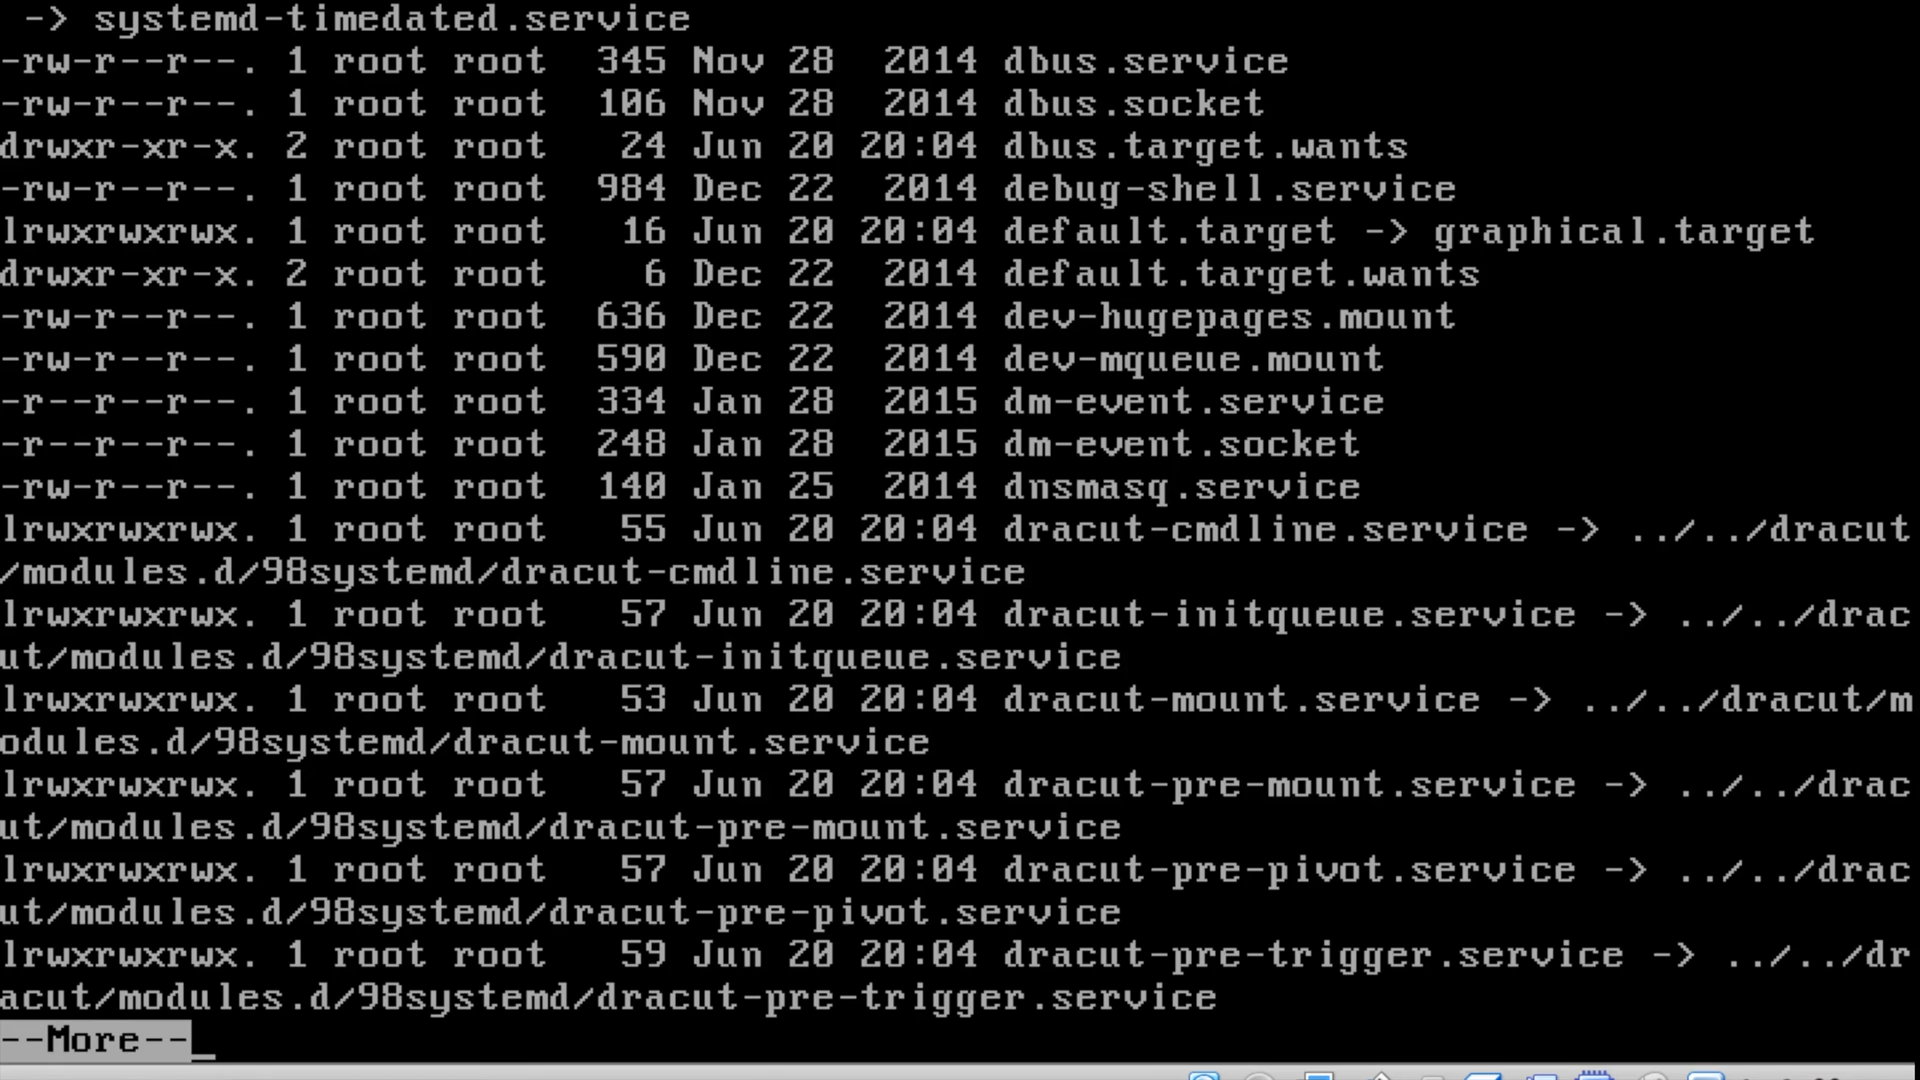 -> systemd-timedated.service
-rw-r--r--. 1 root root 345 Nov 28 2014 dbus.service
-rw-r--r--. 1 root root 106 Nov 28 2014 dbus.socket
drwxr-xr-x. 2 root root 24 Jun 20 20:04 dbus.target.wants
-rw-r--r--. 1 root root 984 Dec 22 2014 debug-shell.service
lrwxrwxrwx. 1 root root 16 Jun 20 20:04 default.target -> graphical.target
drwxr-xr-x. 2 root root 6 Dec 22 2014 default.target.wants
-rw-r--r--. 1 root root 636 Dec 22 2014 dev-hugepages.mount
-rw-r--r--. 1 root root 590 Dec 22 2014 dev-mqueue.mount
-r--r--r--. 1 root root 334 Jan 28 2015 dm-event.service
-r--r--r--. 1 root root 248 Jan 28 2015 dm-event.socket
-rw-r--r--. 1 root root 140 Jan 25 2014 dnsmasq.service
lrwxrwxrwx. 1 root root 55 Jun 20 20:04 dracut-cmdline.service -> ../../dracut
/modules.d/98systemd/dracut-cmdline.service
lrwxrwxrwx. 1 root root 57 Jun 20 20:04 dracut-initqueue.service -> ../../drac
ut/modules.d/98systemd/dracut-initqueue.service
lrwxrwxrwx. 1 root root 53 Jun 20 20:04 dracut-mount.service -> ../../dracut/m
odules.d/98systemd/dracut-mount.service
lrwxrwxrwx. 1 root root 57 Jun 20 20:04 dracut-pre-mount.service -> ../../drac
ut/modules.d/98systemd/dracut-pre-mount.service
lrwxrwxrwx. 1 root root 57 Jun 20 20:04 dracut-pre-pivot.service -> ../../drac
ut/modules.d/98systemd/dracut-pre-pivot.service
lrwxrwxrwx. 1 root root 59 Jun 20 20:04 dracut-pre-trigger.service -> ../../dr
acut/modules.d/98systemd/dracut-pre-trigger.service
--More--_